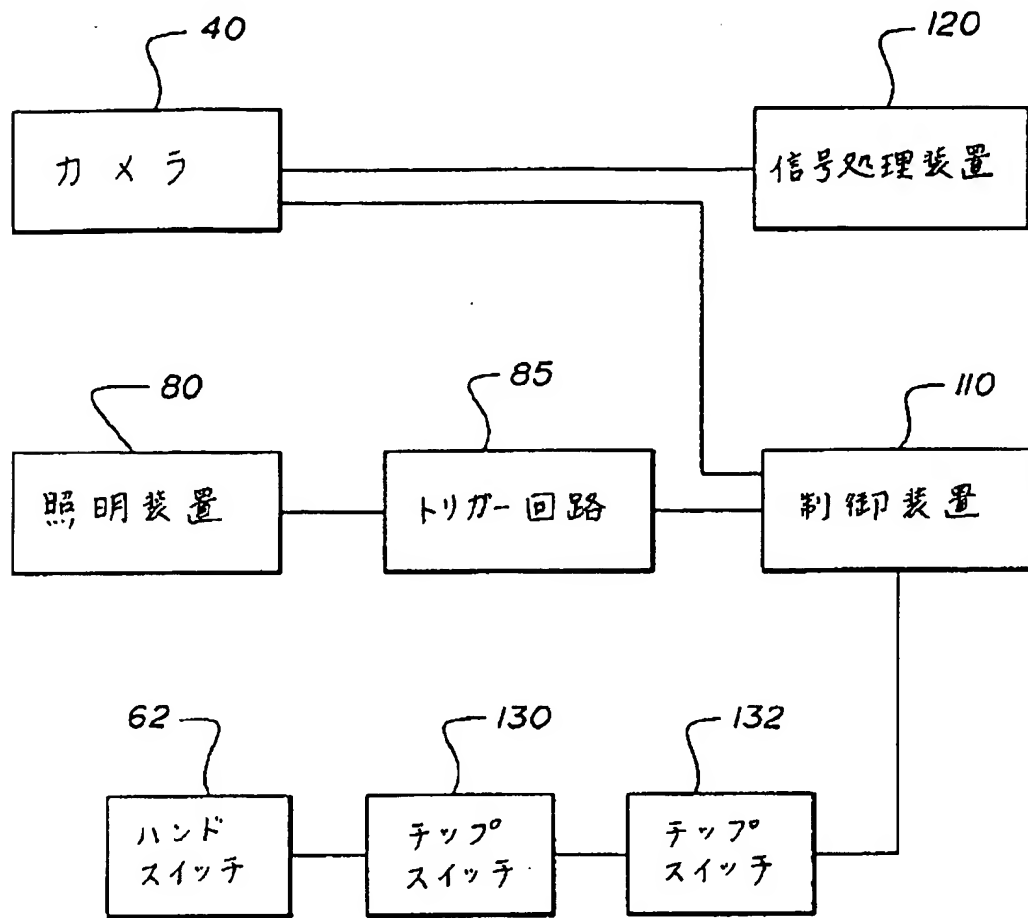 40
120
カメラ
信号処理装置
80
85
110
照明装置
トリガー回路
制御装置
62
130
132
ハンド
スイッチ
チップ
スイッチ
チップ
スイッチ